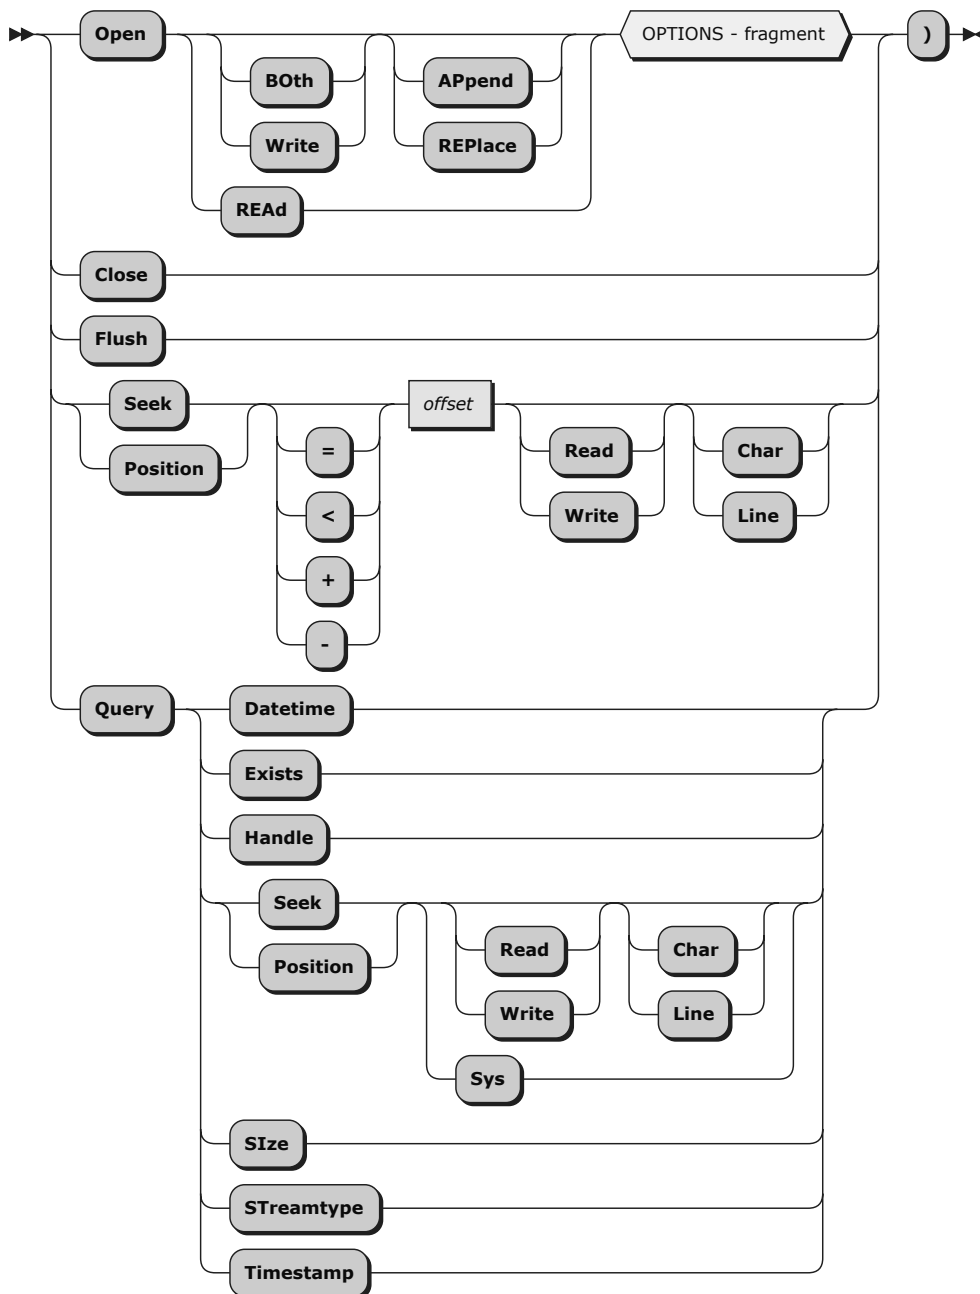 Open OPTIONS - fragment )
BOth APpend
Write REPlace
REAd
Close
Flush
Seek offset
= Read Char
Position
< Write Line
+
-
Query Datetime
Exists
Handle
Seek
Read Char
Position
Write Line
Sys
SIze
STreamtype
Timestamp